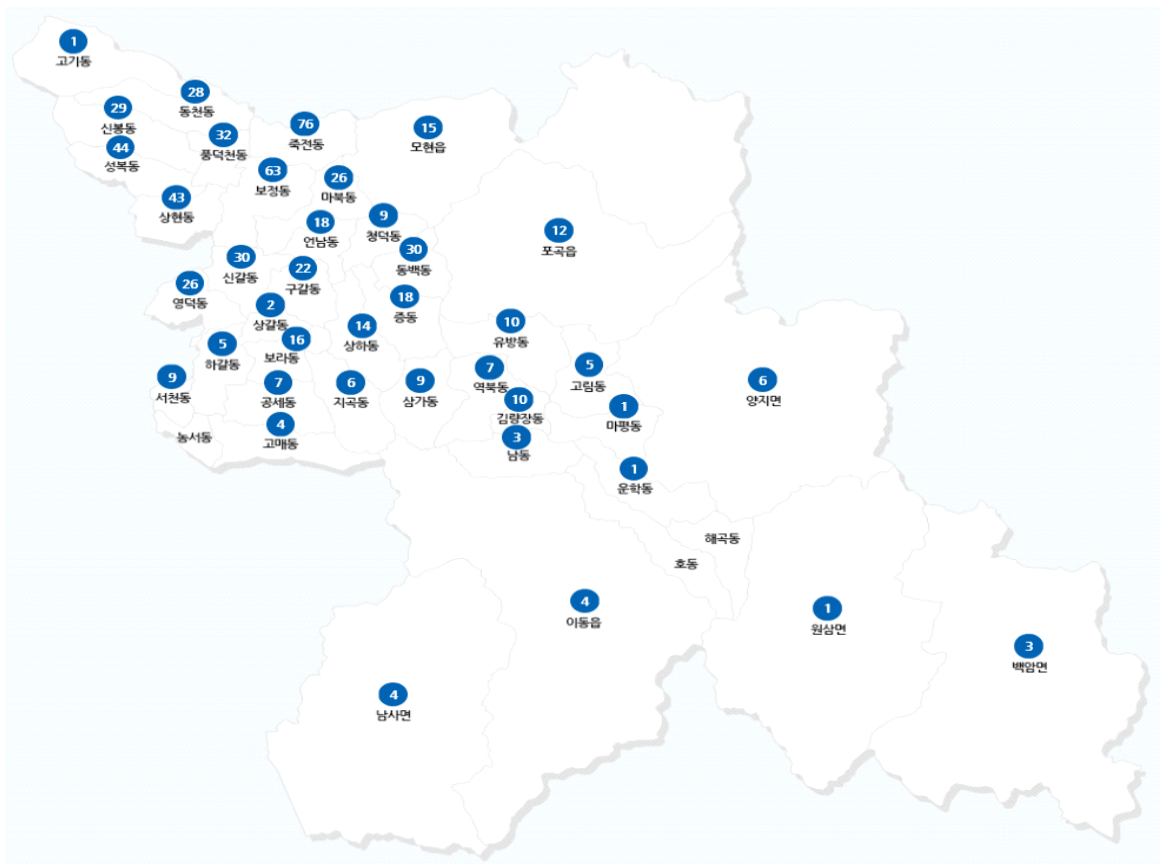 1
고기동
28
동천동
29
신봉동
76
죽전동
15
모현읍
32
풍덕천동
44
성복동
63
보정동
26
마북동
43
상현동
9
청덕동
18
언남동
12
포곡읍
30
동백동
30
신갈동
22
구갈동
26
영덕동
18
중동
2
상갈동
10
유방동
14
상하동
16
보라동
5
하갈동
5
고림동
7
역북동
9
서천동
7
공세동
6
지곡동
9
삼가동
6
양지면
10
김량장동
1
마평동
4
고매동
농서동
3
남동
1
운학동
해곡동
호동
4
이동읍
1
원삼면
3
백암면
4
남사면